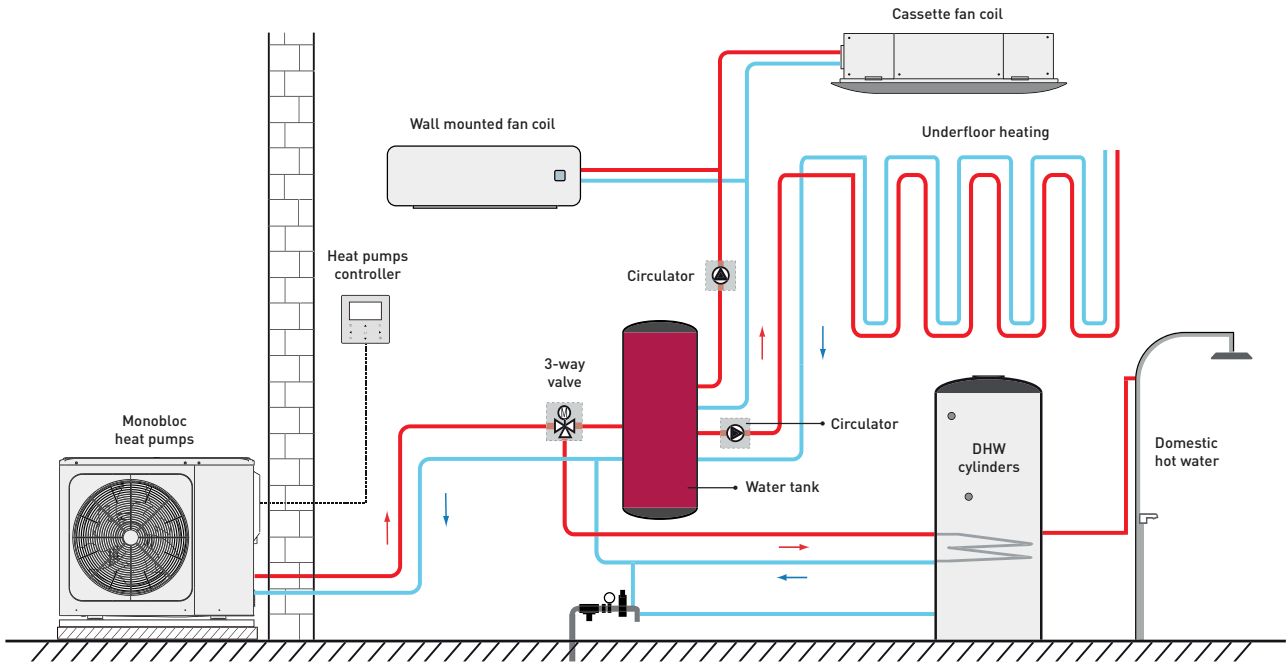 Cassette fan coil
Wall mounted fan coil
Underfloor heating
Heat pumps
controller
Circulator
3-way
valve
M
Monobloc
heat pumps
Circulator
DHW
cylinders
Domestic
hot water
Water tank